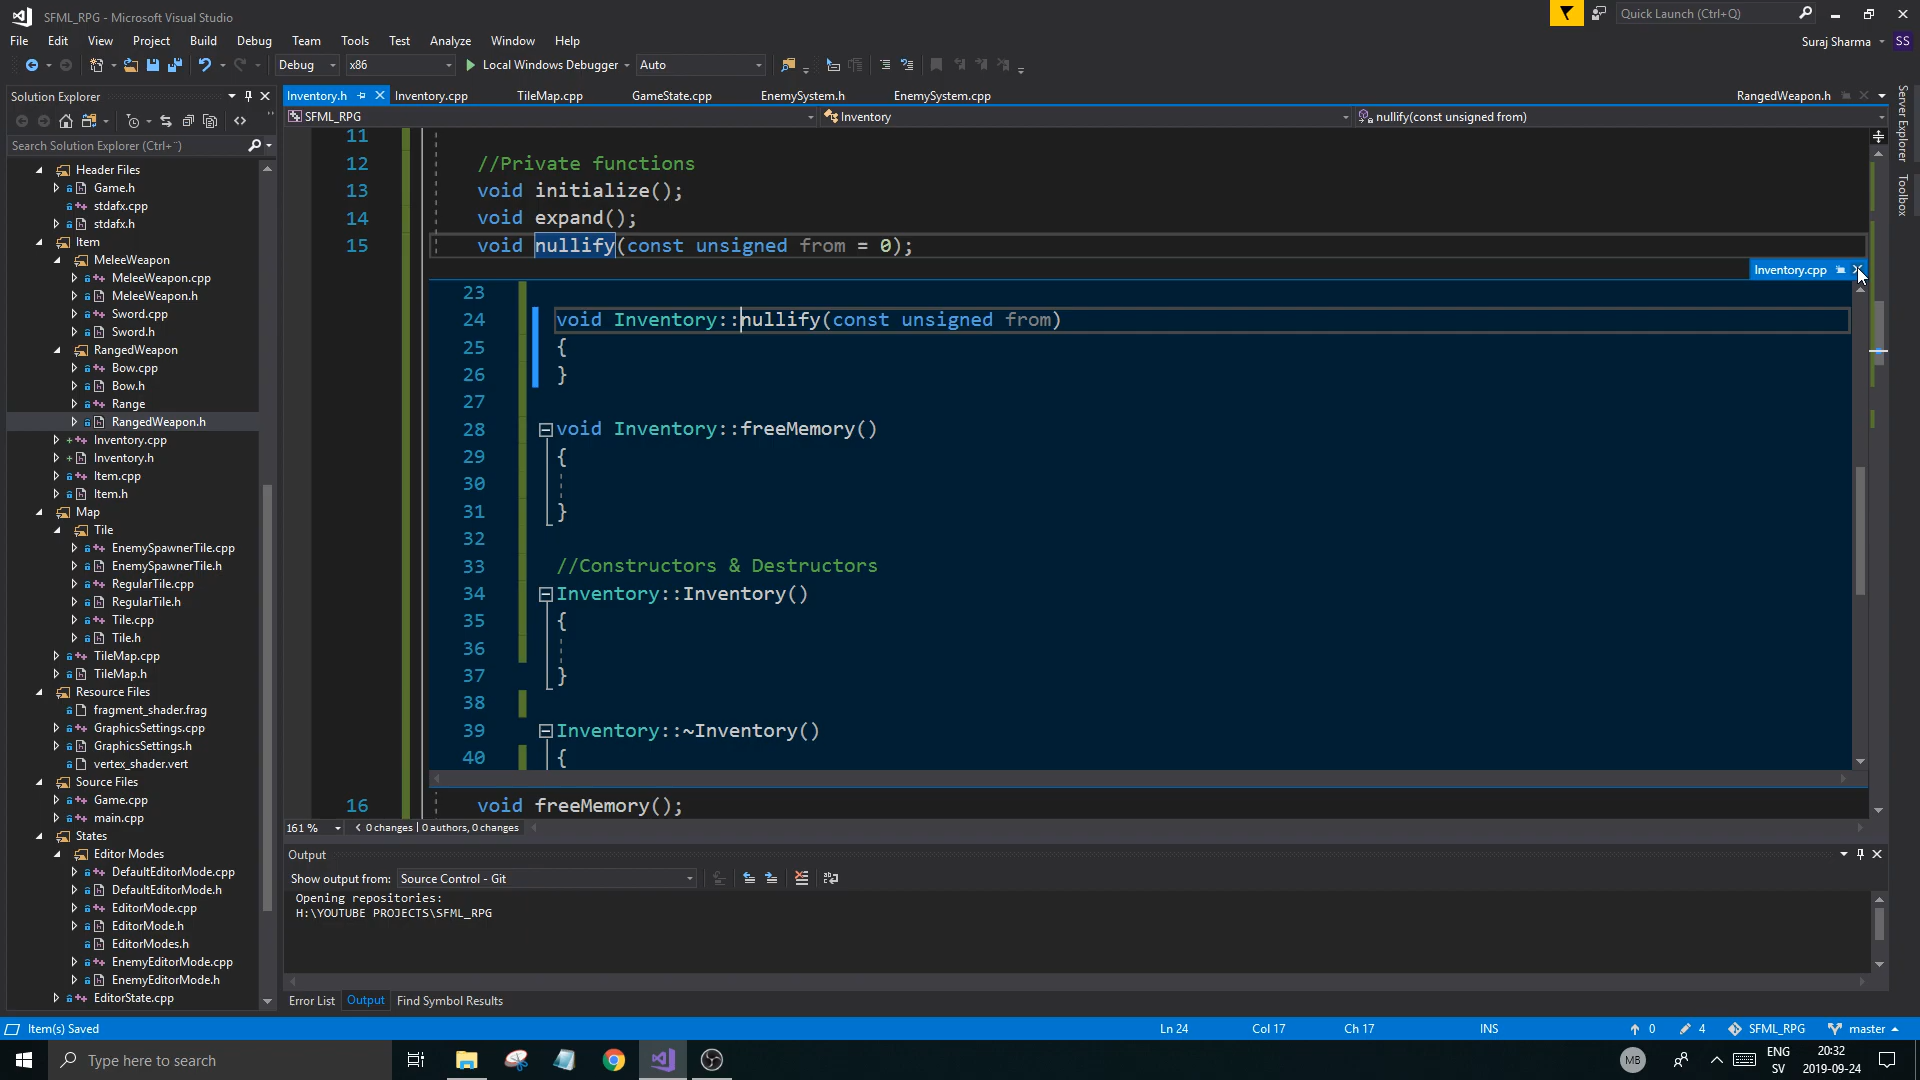 SFML_RPG - Microsoft Visual Studio
Quick Launch (Ctrl+Q)
File Edit View Project Build Debug Team Tools Test Analyze Window Help
Suraj Sharma SS
Debug x86 Local Windows Debugger Auto
Solution Explorer
Inventory.h Inventory.cpp TileMap.cpp GameState.cpp EnemySystem.h EnemySystem.cpp RangedWeapon.h
SFML_RPG Inventory nullify(const unsigned from)
Server Explorer
Toolbox
Search Solution Explorer (Ctrl+¨)
Header Files
Game.h
stdafx.cpp
stdafx.h
Item
MeleeWeapon
MeleeWeapon.cpp
MeleeWeapon.h
Sword.cpp
Sword.h
RangedWeapon
Bow.cpp
Bow.h
Range
RangedWeapon.h
Inventory.cpp
Inventory.h
Item.cpp
Item.h
Map
Tile
EnemySpawnerTile.cpp
EnemySpawnerTile.h
RegularTile.cpp
RegularTile.h
Tile.cpp
Tile.h
TileMap.cpp
TileMap.h
Resource Files
fragment_shader.frag
GraphicsSettings.cpp
GraphicsSettings.h
vertex_shader.vert
Source Files
Game.cpp
main.cpp
States
Editor Modes
DefaultEditorMode.cpp
DefaultEditorMode.h
EditorMode.cpp
EditorMode.h
EditorModes.h
EnemyEditorMode.cpp
EnemyEditorMode.h
EditorState.cpp
11
12 //Private functions
13 void initialize();
14 void expand();
15 void nullify(const unsigned from = 0);
Inventory.cpp
23
24 void Inventory::nullify(const unsigned from)
25 {
26 }
27
28 void Inventory::freeMemory()
29 {
30
31 }
32
33 //Constructors & Destructors
34 Inventory::Inventory()
35 {
36
37 }
38
39 Inventory::~Inventory()
40 {
16 void freeMemory();
161 % 0 changes | 0 authors, 0 changes
Output
Show output from: Source Control - Git
Opening repositories:
H:\YOUTUBE PROJECTS\SFML_RPG
Error List Output Find Symbol Results
Item(s) Saved Ln 24 Col 17 Ch 17 INS 0 4 SFML_RPG master
Type here to search
MB
ENG
SV
20:32
2019-09-24